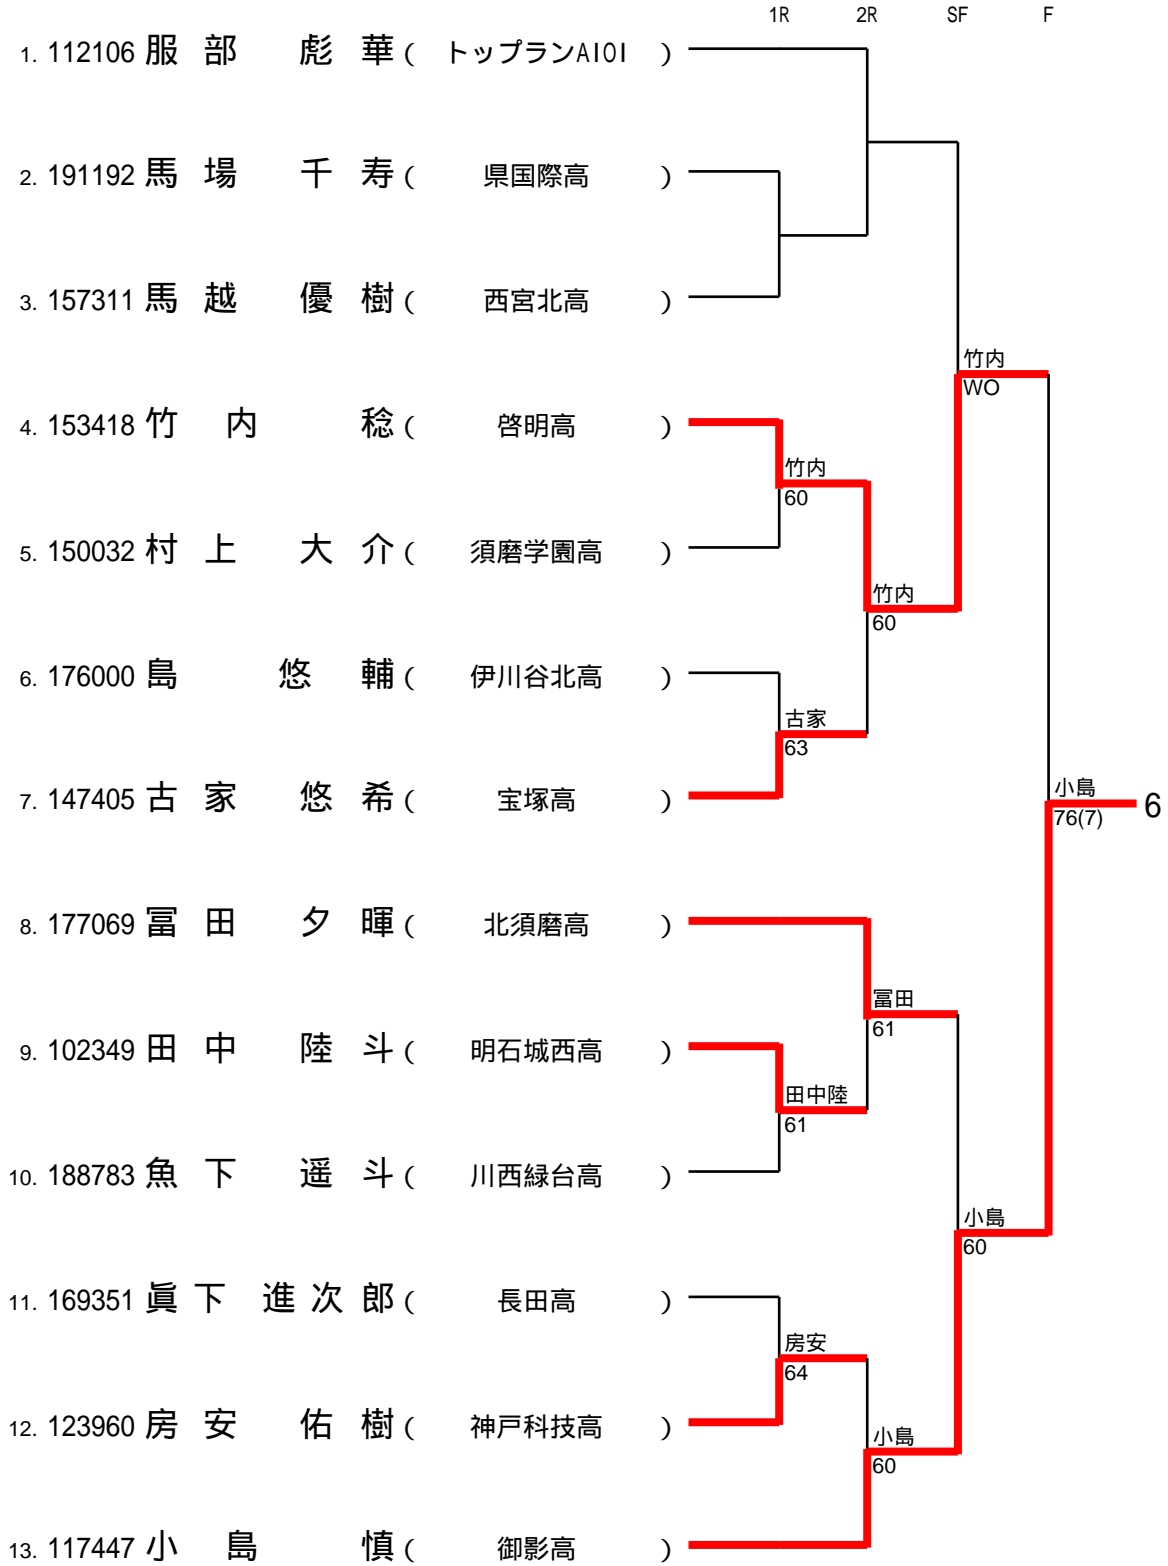 1R 2R SF F
1. 112106 服部 彪華 ( トップランAIOI )
2. 191192 馬場 千寿 ( 県国際高 )
3. 157311 馬越 優樹 ( 西宮北高 )
竹内
WO
4. 153418 竹内 稔 ( 啓明高 )
竹内
60
5. 150032 村上 大介 ( 須磨学園高 )
竹内
60
6. 176000 島 悠輔 ( 伊川谷北高 )
古家
63
7. 147405 古家 悠希 ( 宝塚高 )
小島
76(7)
6
8. 177069 冨田 夕暉 ( 北須磨高 )
冨田
61
9. 102349 田中 陸斗 ( 明石城西高 )
田中陸
61
10. 188783 魚下 遥斗 ( 川西緑台高 )
小島
60
11. 169351 眞下 進次郎 ( 長田高 )
房安
64
12. 123960 房安 佑樹 ( 神戸科技高 )
小島
60
13. 117447 小島 慎 ( 御影高 )